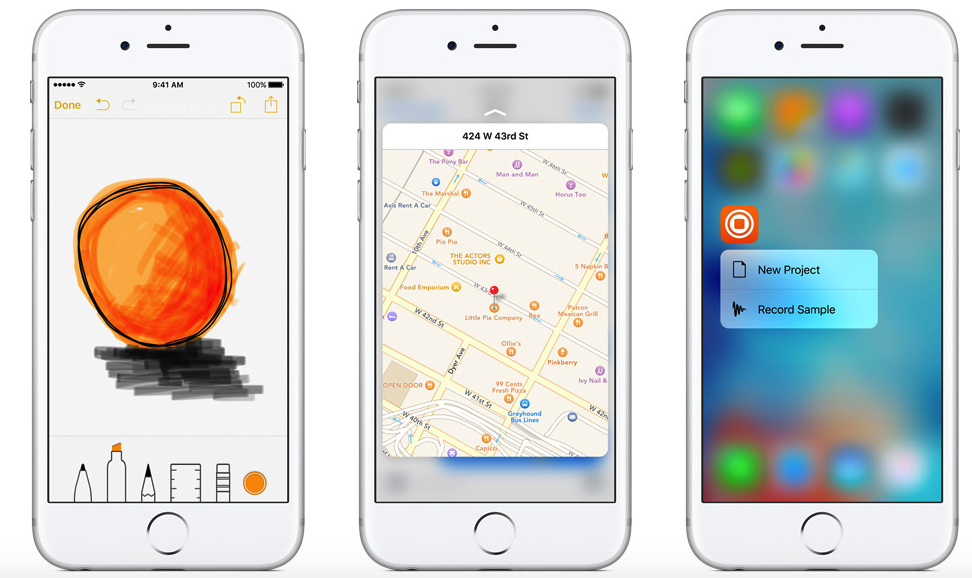 9:41 AM
100%
Done
424 W 43rd St
The Pony Bar
Man and Man
W 46th St
The Marshal
Horus Too
Avis Rent A Car
W 45th St
10th Ave
Pio Pio
W 44th St
THE ACTORS
STUDIO INC
Rent A Car
5 Napkin B
Food Emporium
W 43rd
Little Pie Company
Bea
Patron
Mexican Grill
W 42nd St
Ollie's
Dyer Ave
Pinkberry
OPEN DOOR
99 Cents
Fresh Pizza
Ivy Nail &
W 41st St
Greyhound
Bus Lines
W 42n
W 40th St
Capizzi
New Project
Record Sample